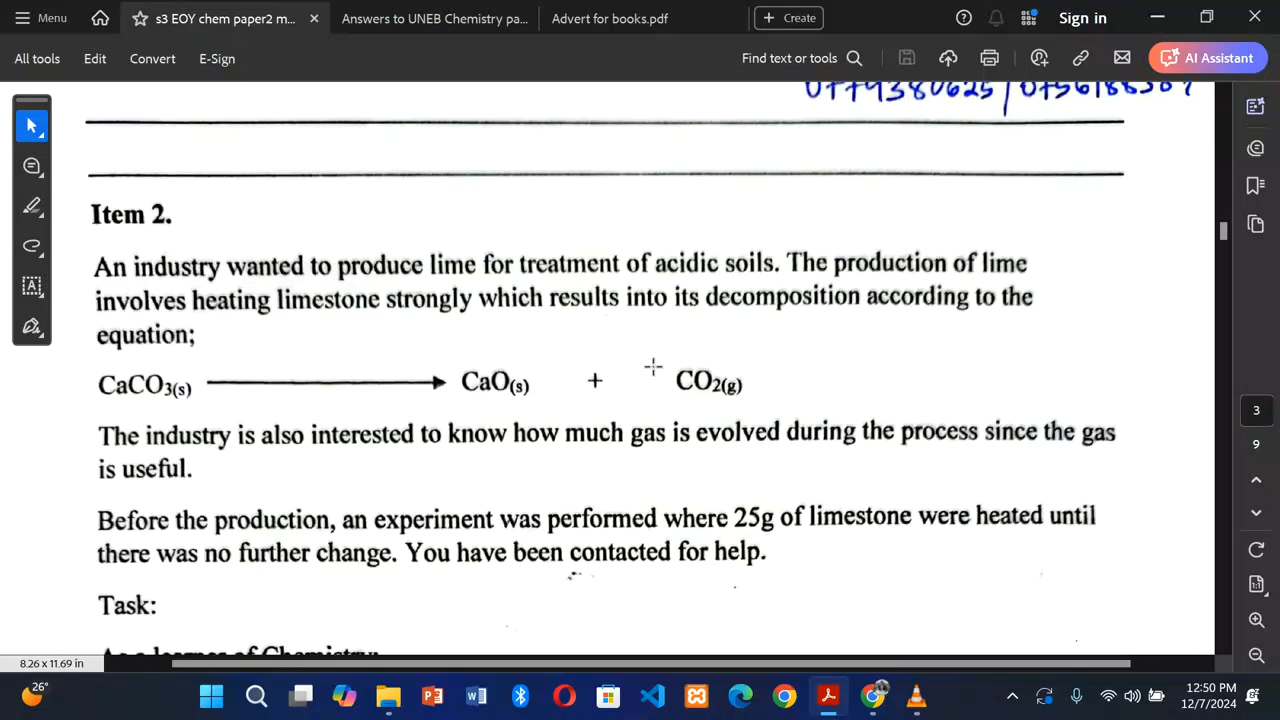 Menu
s3 EOY chem paper2 m...
Answers to UNEB Chemistry pa...
Advert for books.pdf
Create
Sign in
All tools
Edit
Convert
E-Sign
Find text or tools
AI Assistant
Item 2.
An industry wanted to produce lime for treatment of acidic soils. The production of lime
involves heating limestone strongly which results into its decomposition according to the
equation;
CaCO3(s) → CaO(s) + CO2(g)
The industry is also interested to know how much gas is evolved during the process since the gas
is useful.
Before the production, an experiment was performed where 25g of limestone were heated until
there was no further change. You have been contacted for help.
Task:
As a learner of Chemistry;
3
9
8.26 x 11.69 in
26°
12:50 PM
12/7/2024